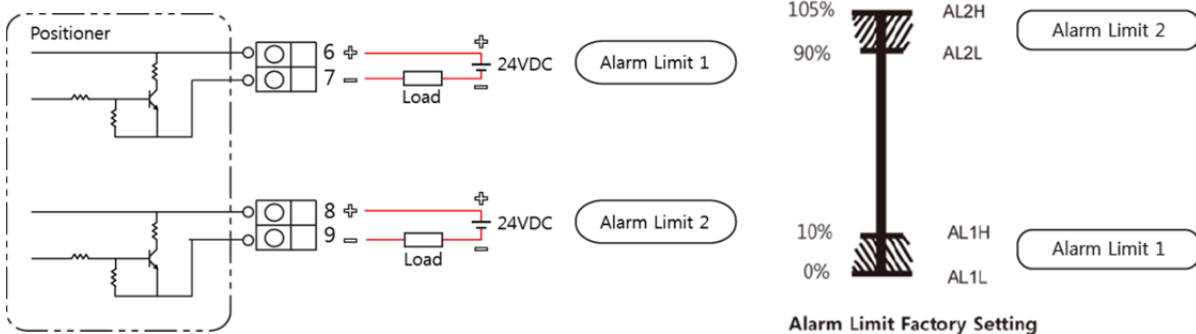 Positioner
6 + 
7 −
+
24VDC
−
Load
Alarm Limit 1
8 +
9 −
+
24VDC
−
Load
Alarm Limit 2
105% AL2H
90% AL2L
Alarm Limit 2
10% AL1H
0% AL1L
Alarm Limit 1
Alarm Limit Factory Setting